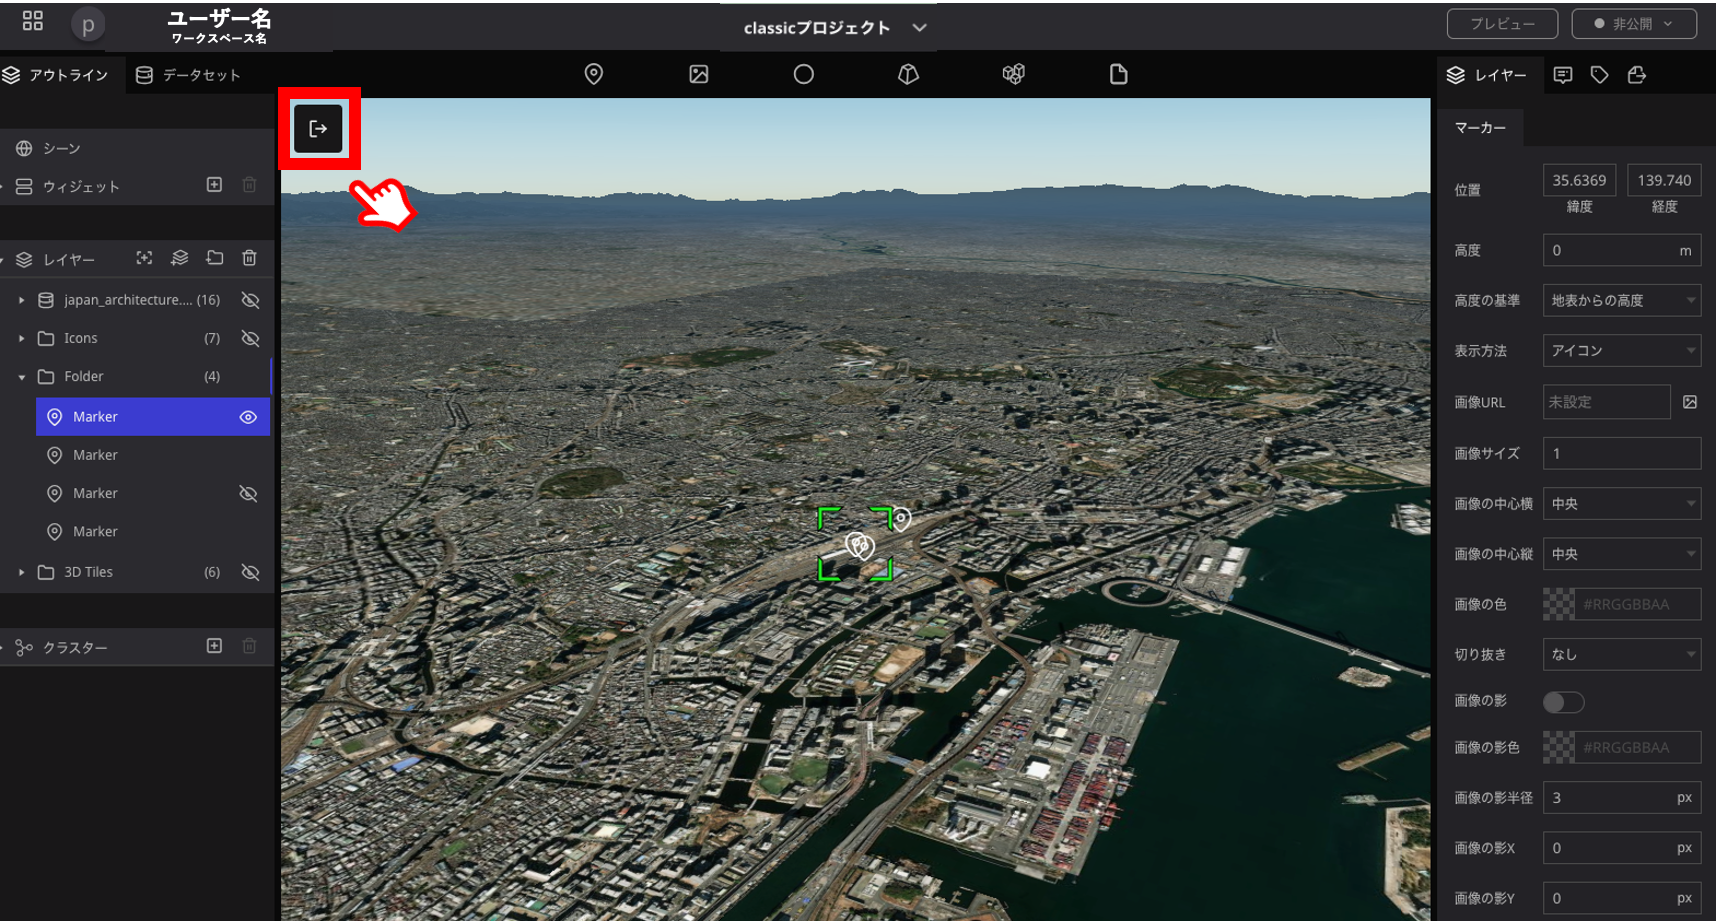 p
ユーザー名
ワークスペース名
classicプロジェクト
プレビュー
非公開
アウトライン
データセット
シーン
ウィジェット
レイヤー
japan_architecture.... (16)
Icons (7)
Folder (4)
Marker
Marker
Marker
Marker
3D Tiles (6)
クラスター
レイヤー
マーカー
位置 35.6369 139.740
緯度 経度
高度 0 m
高度の基準 地表からの高度
表示方法 アイコン
画像URL 未設定
画像サイズ 1
画像の中心横 中央
画像の中心縦 中央
画像の色 #RRGGBBAA
切り抜き なし
画像の影
画像の影色 #RRGGBBAA
画像の影半径 3 px
画像の影X 0 px
画像の影Y 0 px